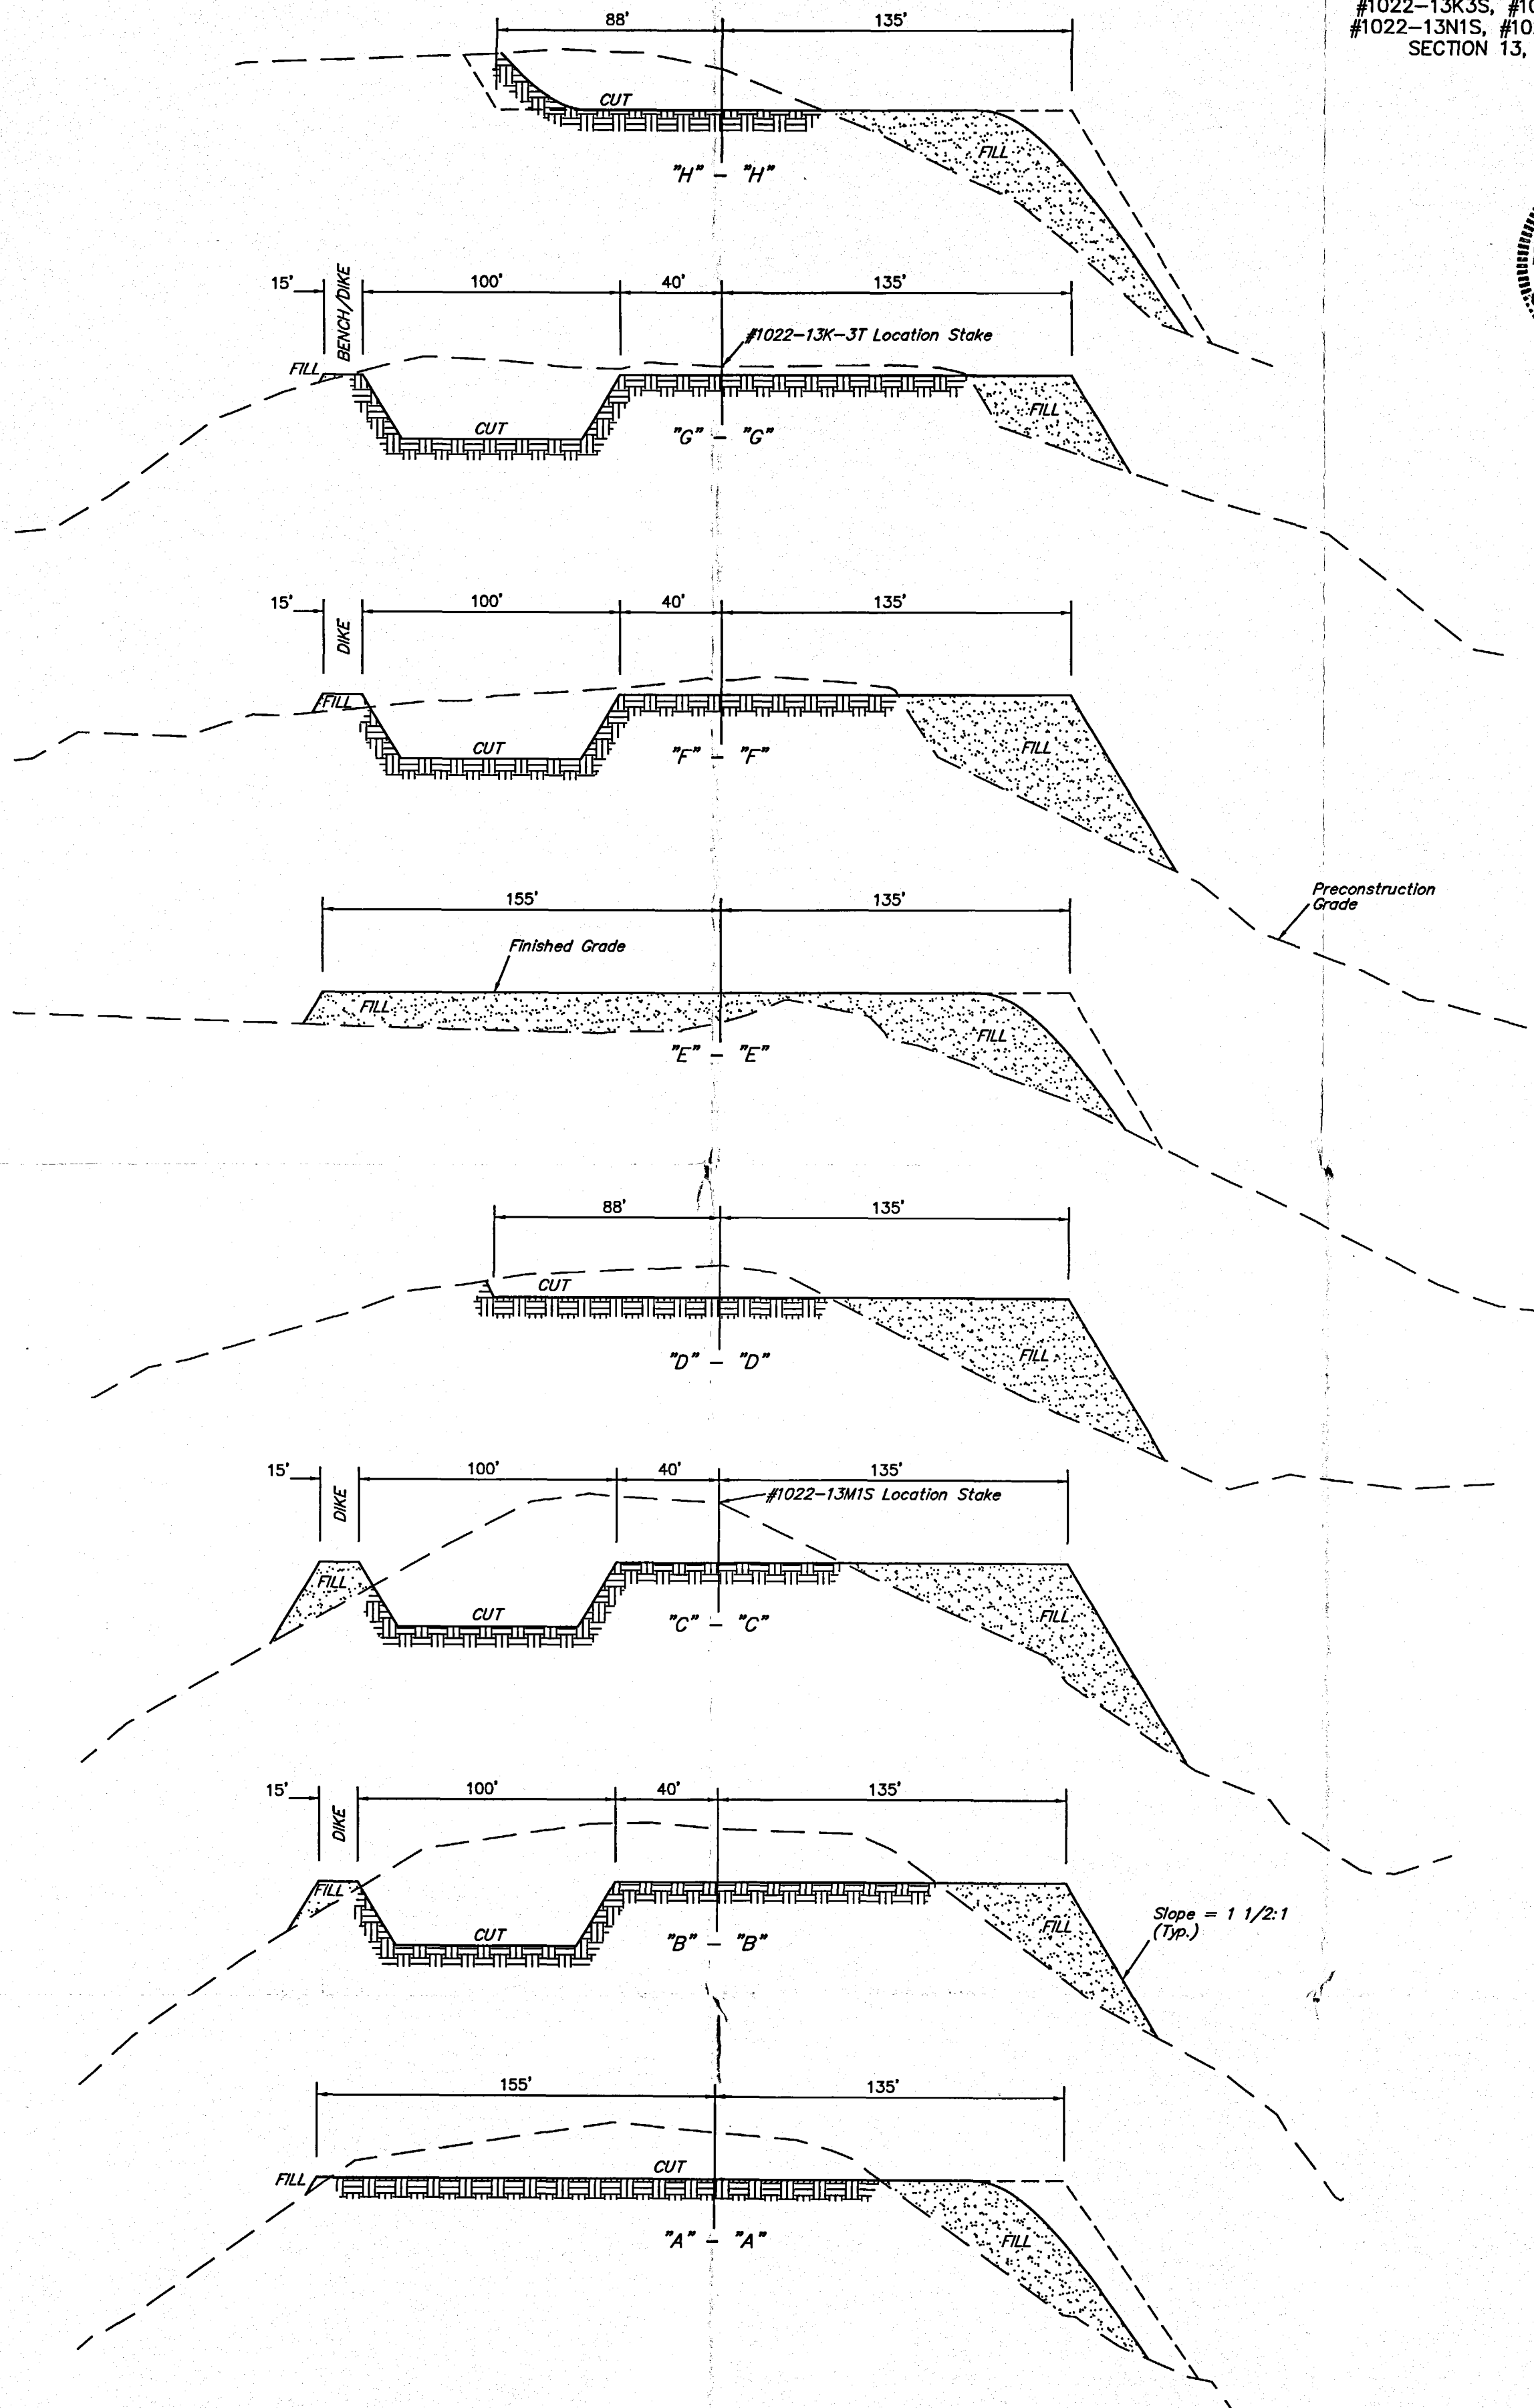 #1022-13K3S,
#1022-13N1S,
SECTION 13,
88' 135'
CUT
FILL
"H" – "H"
15' BENCH/DIKE 100' 40' 135'
#1022-13K-3T Location Stake
FILL
CUT
FILL
"G" – "G"
15' DIKE 100' 40' 135'
FILL
CUT
FILL
"F" – "F"
Preconstruction
Grade
155' 135'
Finished Grade
FILL
FILL
"E" – "E"
88' 135'
CUT
FILL
"D" – "D"
15' DIKE 100' 40' 135'
#1022-13M1S Location Stake
FILL
CUT
FILL
"C" – "C"
15' DIKE 100' 40' 135'
FILL
CUT
FILL
Slope = 1 1/2:1
(Typ.)
"B" – "B"
155' 135'
CUT
FILL
FILL
"A" – "A"